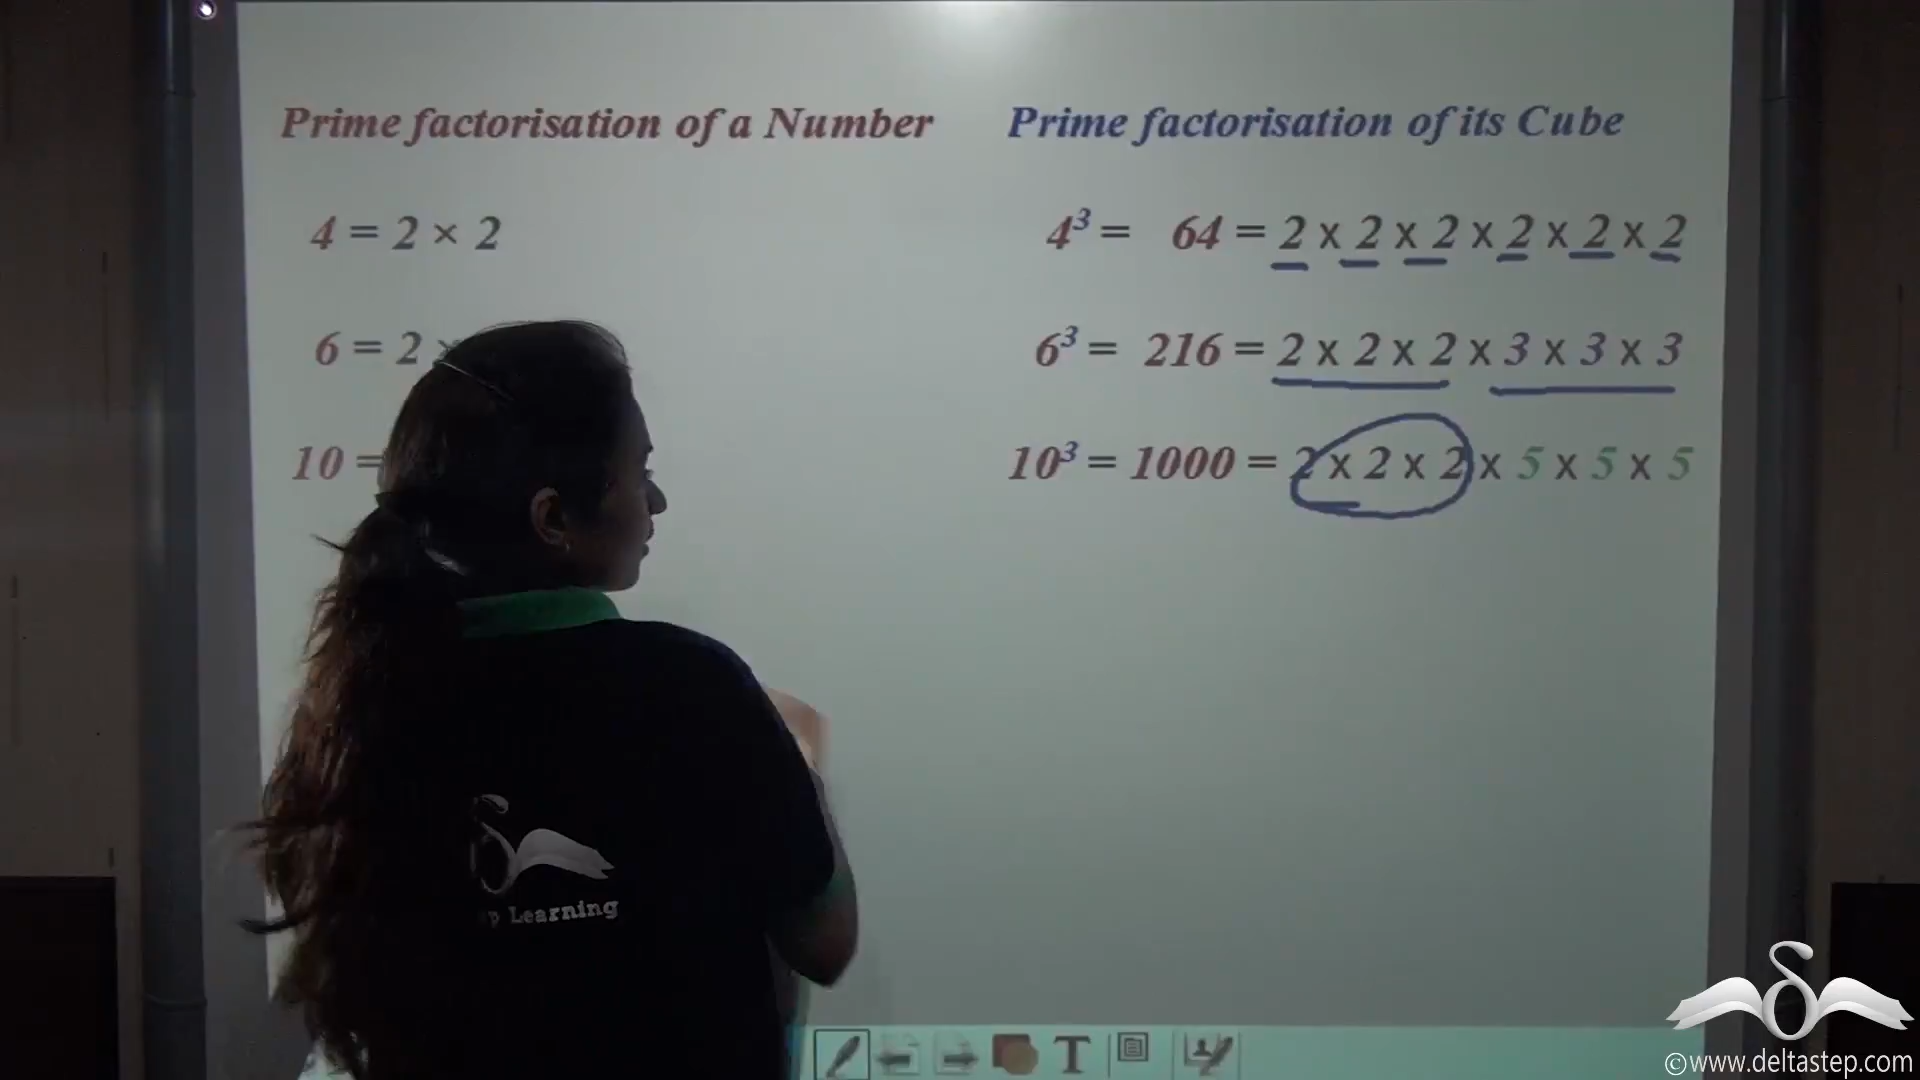 Prime factorisation of a Number
Prime factorisation of its Cube
4 = 2 × 2
4³ = 64 = 2 x 2 x 2 x 2 x 2 x 2
6 = 2 ×
6³ = 216 = 2 x 2 x 2 x 3 x 3 x 3
10 =
10³ = 1000 = 2 x 2 x 2 x 5 x 5 x 5
Learning
T
©www.deltastep.com